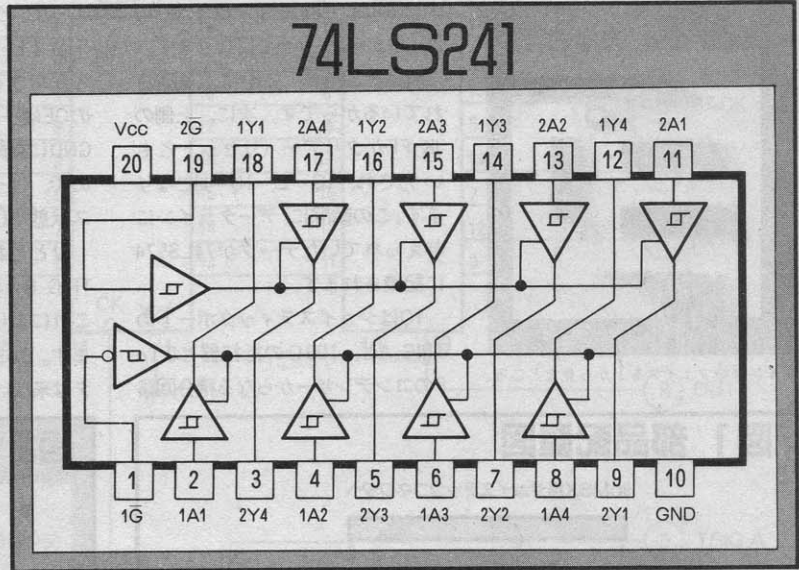 74LS241
Vcc 2G 1Y1 2A4 1Y2 2A3 1Y3 2A2 1Y4 2A1
20 19 18 17 16 15 14 13 12 11
1 2 3 4 5 6 7 8 9 10
1G̅ 1A1 2Y4 1A2 2Y3 1A3 2Y2 1A4 2Y1 GND